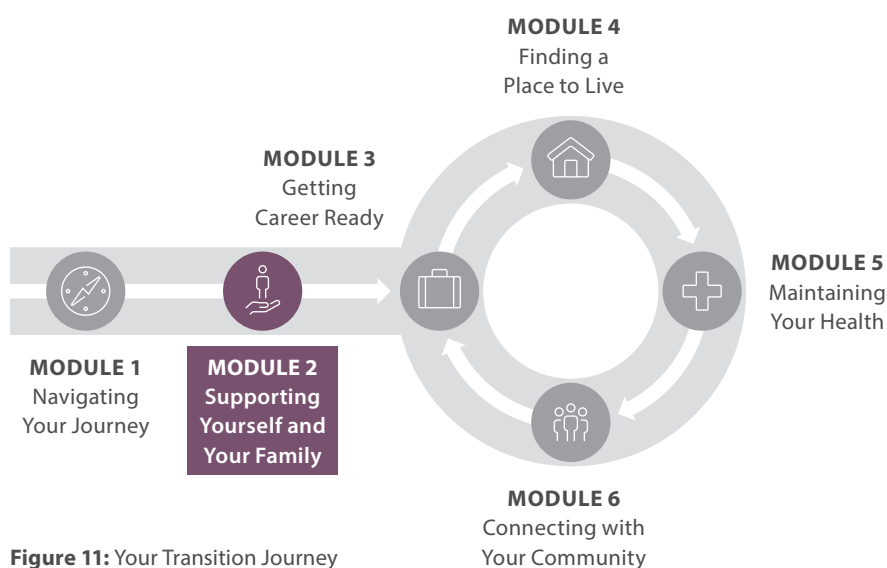 MODULE 4
Finding a
Place to Live
MODULE 3
Getting
Career Ready
MODULE 5
Maintaining
Your Health
MODULE 1
Navigating
Your Journey
MODULE 2
Supporting
Yourself and
Your Family
MODULE 6
Connecting with
Your Community
Figure 11: Your Transition Journey